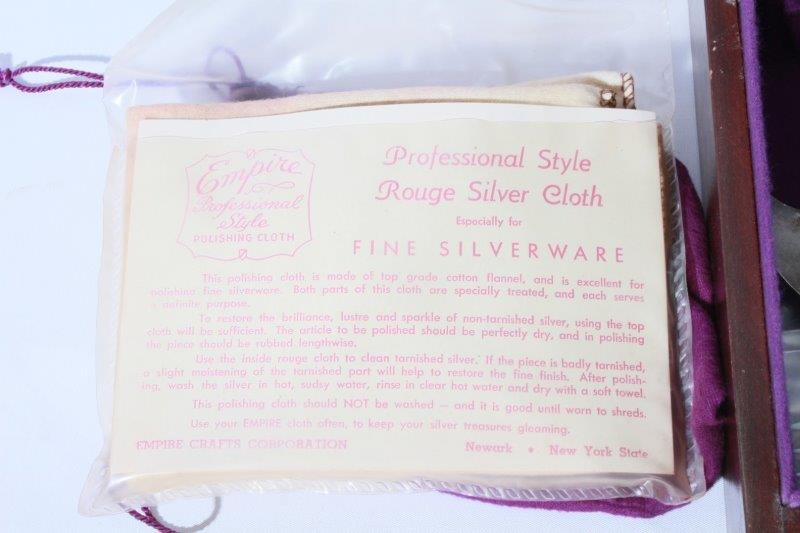 Empire
Professional
Style
POLISHING CLOTH
Professional Style
Rouge Silver Cloth
Especially for
FINE SILVERWARE
This polishing cloth is made of top grade cotton flannel, and is excellent for
polishing fine silverware. Both parts of this cloth are specially treated, and each serves
a definite purpose.
To restore the brilliance, lustre and sparkle of non-tarnished silver, using the top
cloth will be sufficient. The article to be polished should be perfectly dry, and in polishing
the piece should be rubbed lengthwise.
Use the inside rouge cloth to clean tarnished silver. If the piece is badly tarnished,
a slight moistening of the tarnished part will help to restore the fine finish. After polish-
ing, wash the silver in hot, sudsy water, rinse in clear hot water and dry with a soft towel.
This polishing cloth should NOT be washed — and it is good until worn to shreds.
Use your EMPIRE cloth often, to keep your silver treasures gleaming.
EMPIRE CRAFTS CORPORATION Newark • New York State